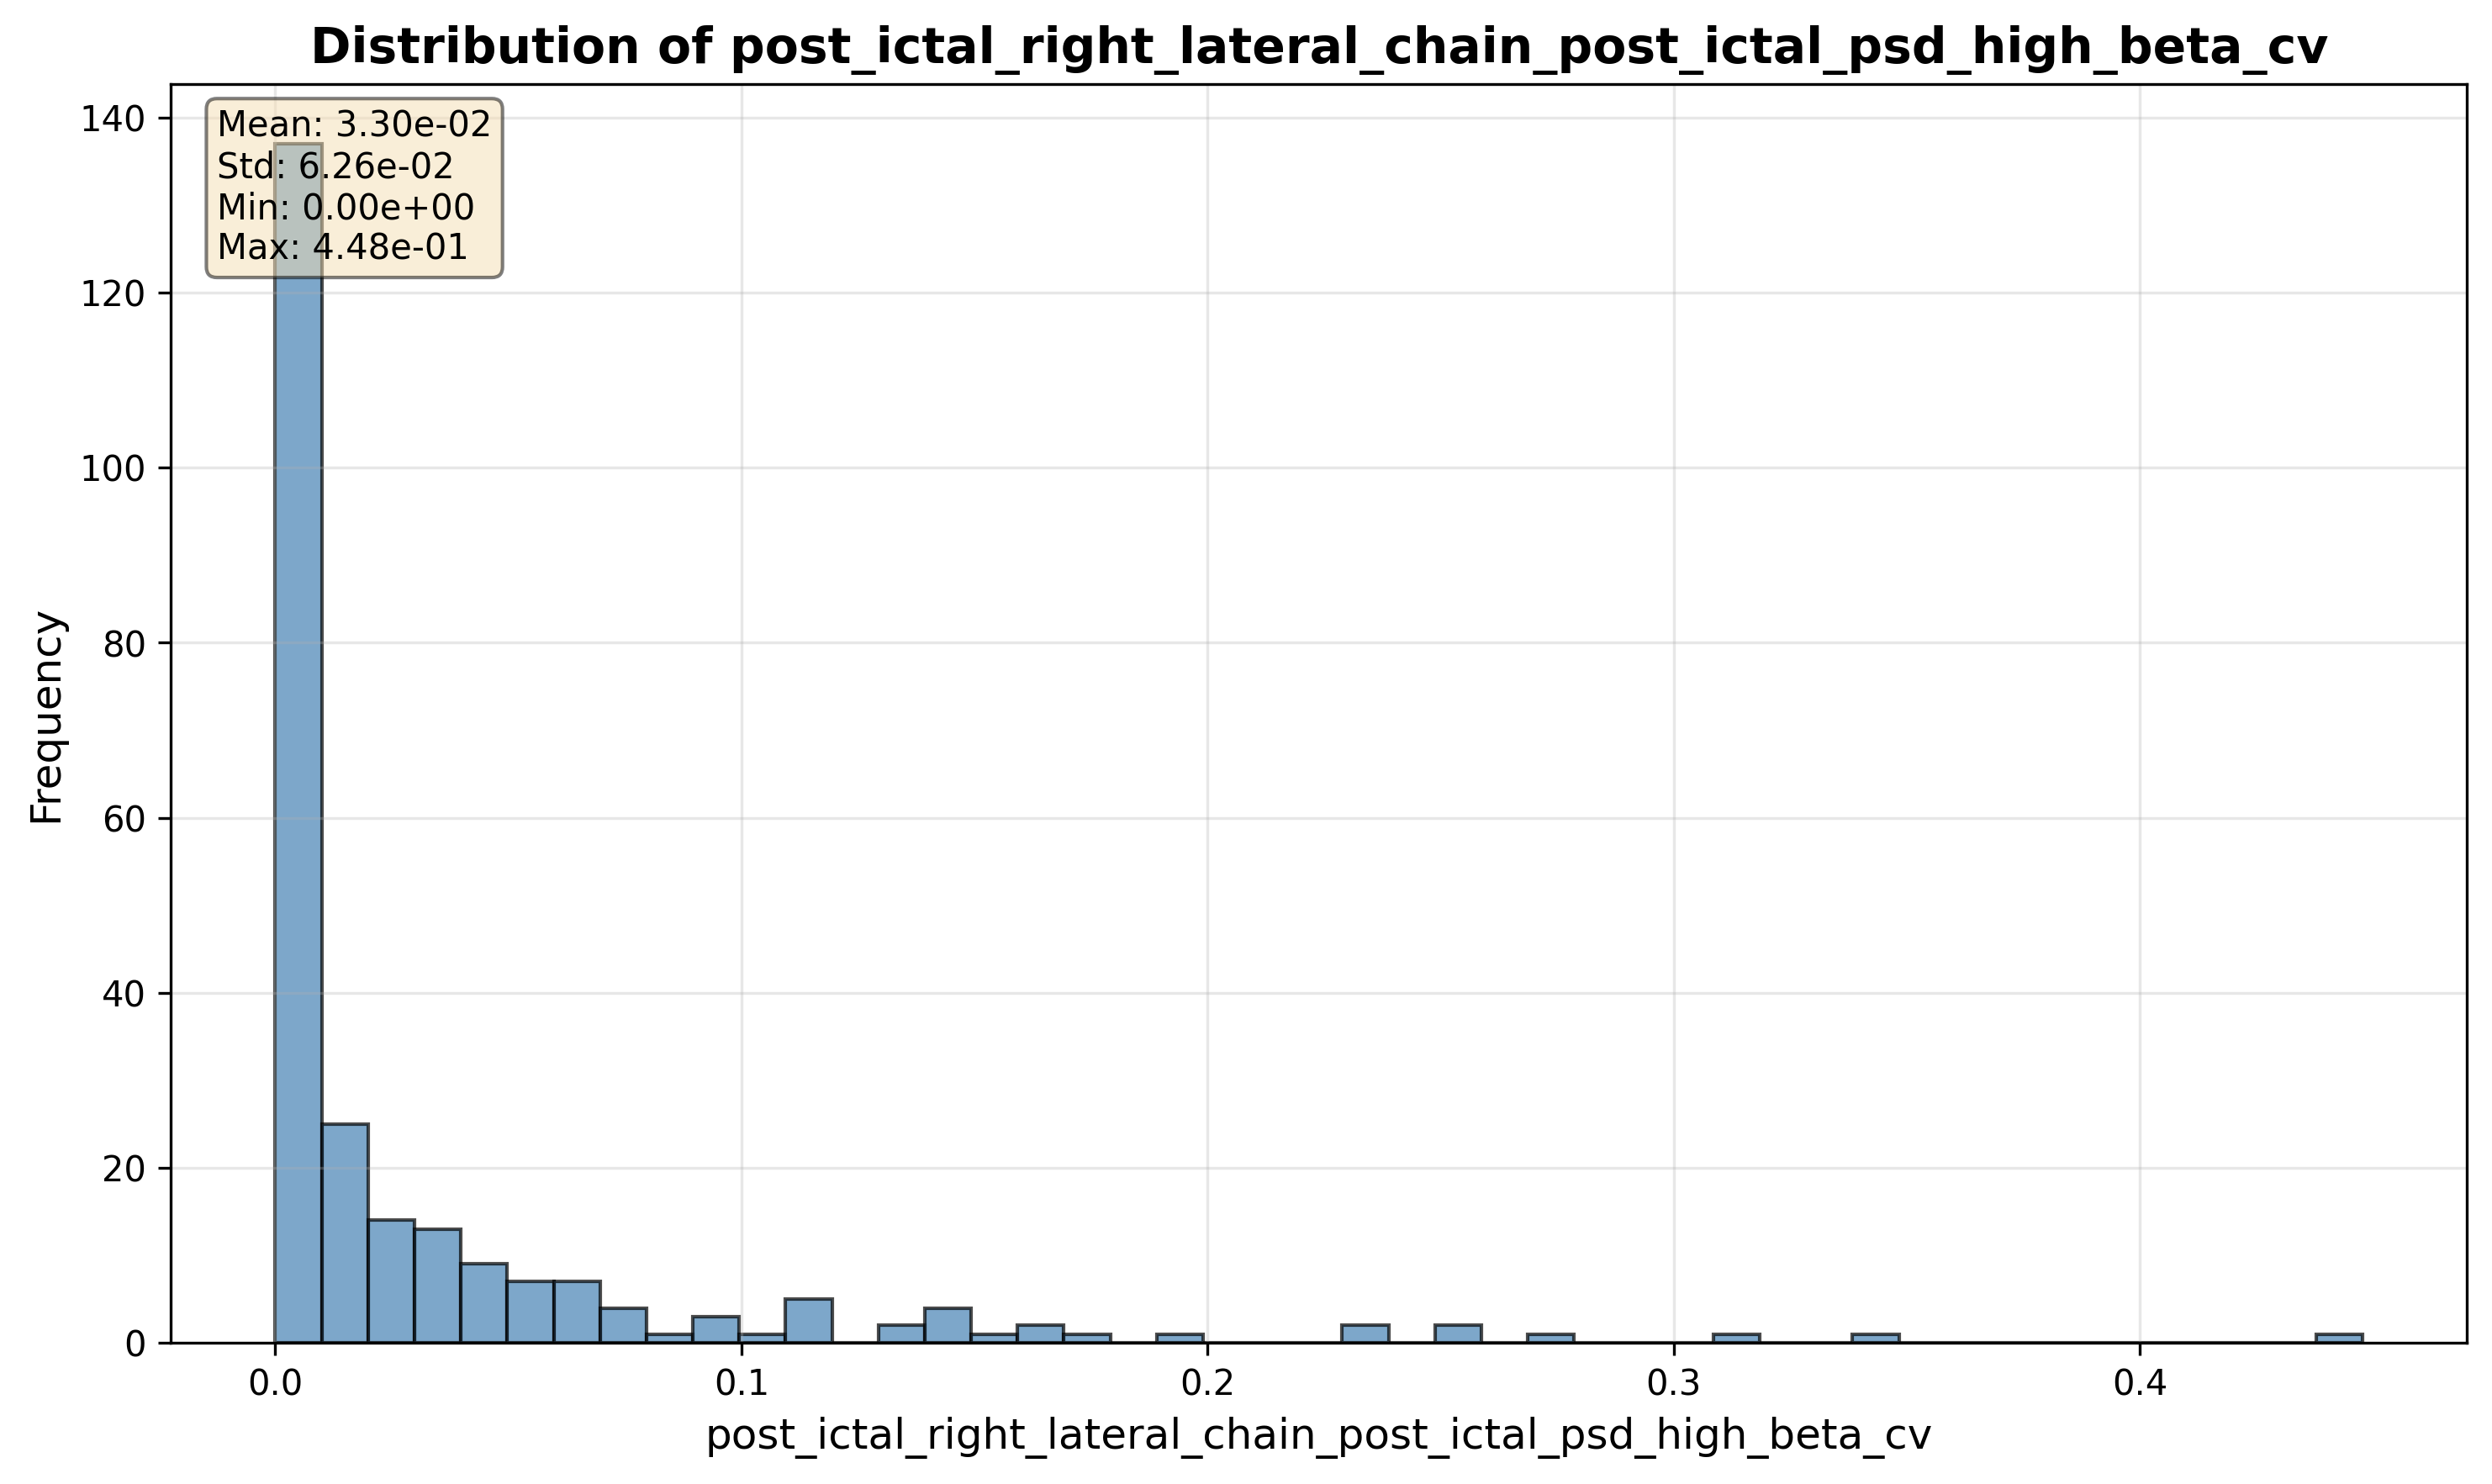 Distribution of post_ictal_right_lateral_chain_post_ictal_psd_high_beta_cv
Mean: 3.30e-02
Std: 6.26e-02
Min: 0.00e+00
Max: 4.48e-01
140
120
100
80
60
40
20
0
Frequency
0.0 0.1 0.2 0.3 0.4
post_ictal_right_lateral_chain_post_ictal_psd_high_beta_cv